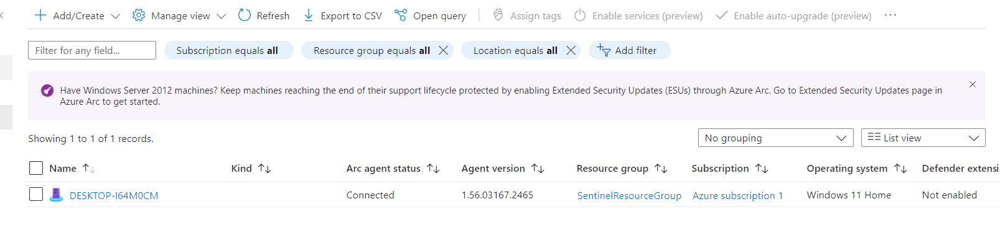 Add/Create Manage view Refresh Export to CSV Open query Assign tags Enable services (preview) Enable auto-upgrade (preview) ...
Filter for any field... Subscription equals all Resource group equals all Location equals all Add filter
Have Windows Server 2012 machines? Keep machines reaching the end of their support lifecycle protected by enabling Extended Security Updates (ESUs) through Azure Arc. Go to Extended Security Updates page in
Azure Arc to get started.
Showing 1 to 1 of 1 records. No grouping List view
Name Kind Arc agent status Agent version Resource group Subscription Operating system Defender extensi
DESKTOP-I64M0CM Connected 1.56.03167.2465 SentinelResourceGroup Azure subscription 1 Windows 11 Home Not enabled